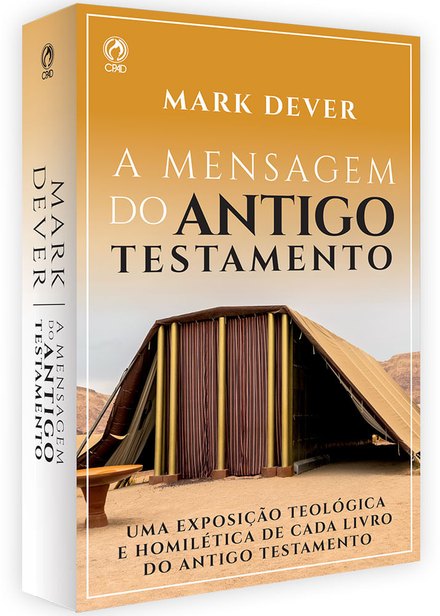 CPAD
MARK DEVER
A MENSAGEM
DO ANTIGO
TESTAMENTO
UMA EXPOSIÇÃO TEOLÓGICA
E HOMILÉTICA DE CADA LIVRO
DO ANTIGO TESTAMENTO
CPAD
MARK
DEVER
A MENSAGEM
DO ANTIGO
TESTAMENTO